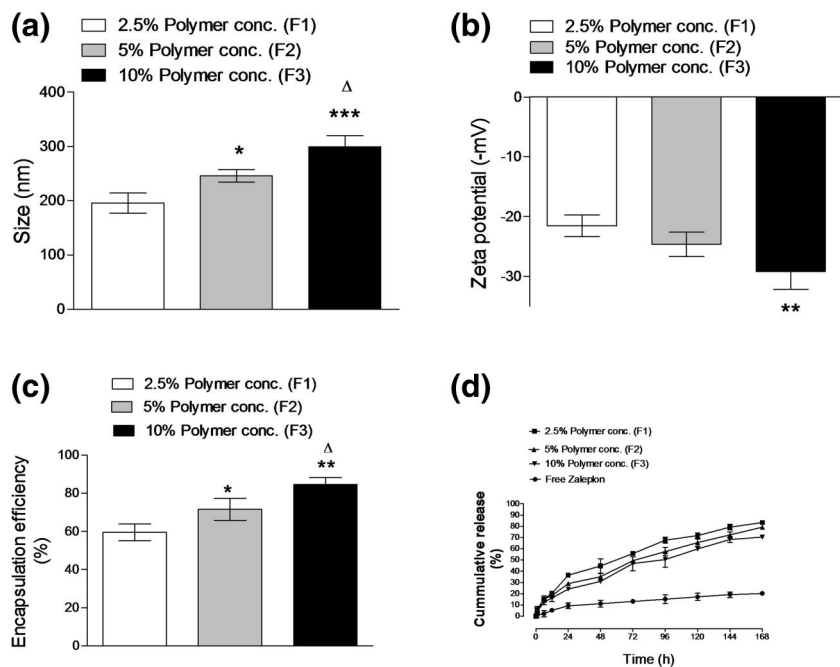 (a)
2.5% Polymer conc. (F1)
5% Polymer conc. (F2)
10% Polymer conc. (F3)
Size (nm)
400
300
200
100
0
*
***
Δ
(b)
2.5% Polymer conc. (F1)
5% Polymer conc. (F2)
10% Polymer conc. (F3)
Zeta potential (-mV)
0
-10
-20
-30
**
(c)
2.5% Polymer conc. (F1)
5% Polymer conc. (F2)
10% Polymer conc. (F3)
Encapsulation efficiency
(%)
100
80
60
40
20
0
*
Δ
**
(d)
2.5% Polymer conc. (F1)
5% Polymer conc. (F2)
10% Polymer conc. (F3)
Free Zaleplon
Cummulative release
(%)
100
90
80
70
60
50
40
30
20
10
0
0 24 48 72 96 120 144 168
Time (h)